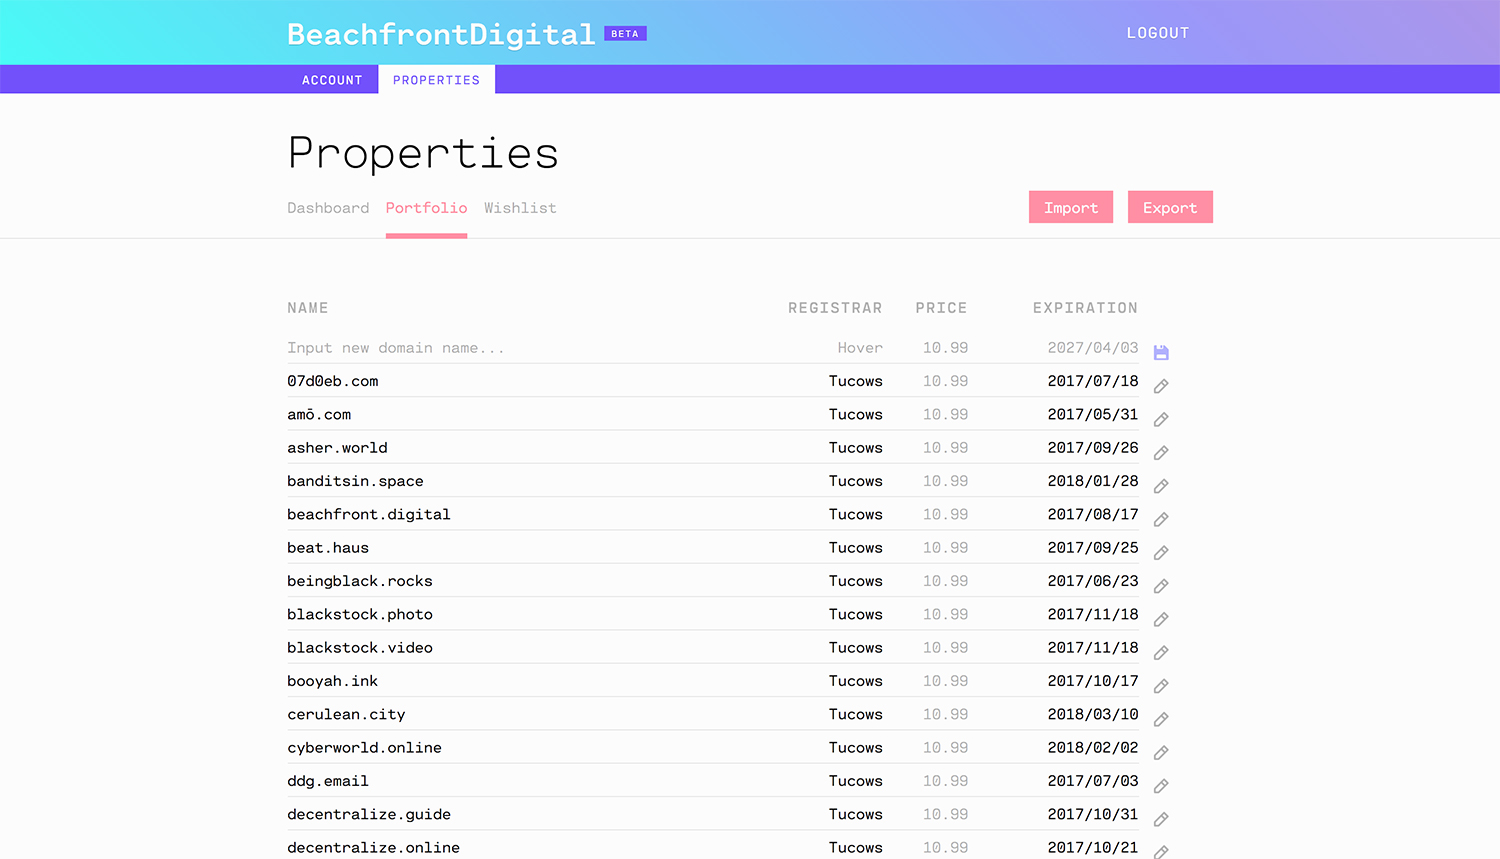 BeachfrontDigital BETA LOGOUT
ACCOUNT PROPERTIES
Properties
Dashboard Portfolio Wishlist Import Export
NAME REGISTRAR PRICE EXPIRATION
Input new domain name... Hover 10.99 2027/04/03
07d0eb.com Tucows 10.99 2017/07/18
amō.com Tucows 10.99 2017/05/31
asher.world Tucows 10.99 2017/09/26
banditsin.space Tucows 10.99 2018/01/28
beachfront.digital Tucows 10.99 2017/08/17
beat.haus Tucows 10.99 2017/09/25
beingblack.rocks Tucows 10.99 2017/06/23
blackstock.photo Tucows 10.99 2017/11/18
blackstock.video Tucows 10.99 2017/11/18
booyah.ink Tucows 10.99 2017/10/17
cerulean.city Tucows 10.99 2018/03/10
cyberworld.online Tucows 10.99 2018/02/02
ddg.email Tucows 10.99 2017/07/03
decentralize.guide Tucows 10.99 2017/10/31
decentralize.online Tucows 10.99 2017/10/21